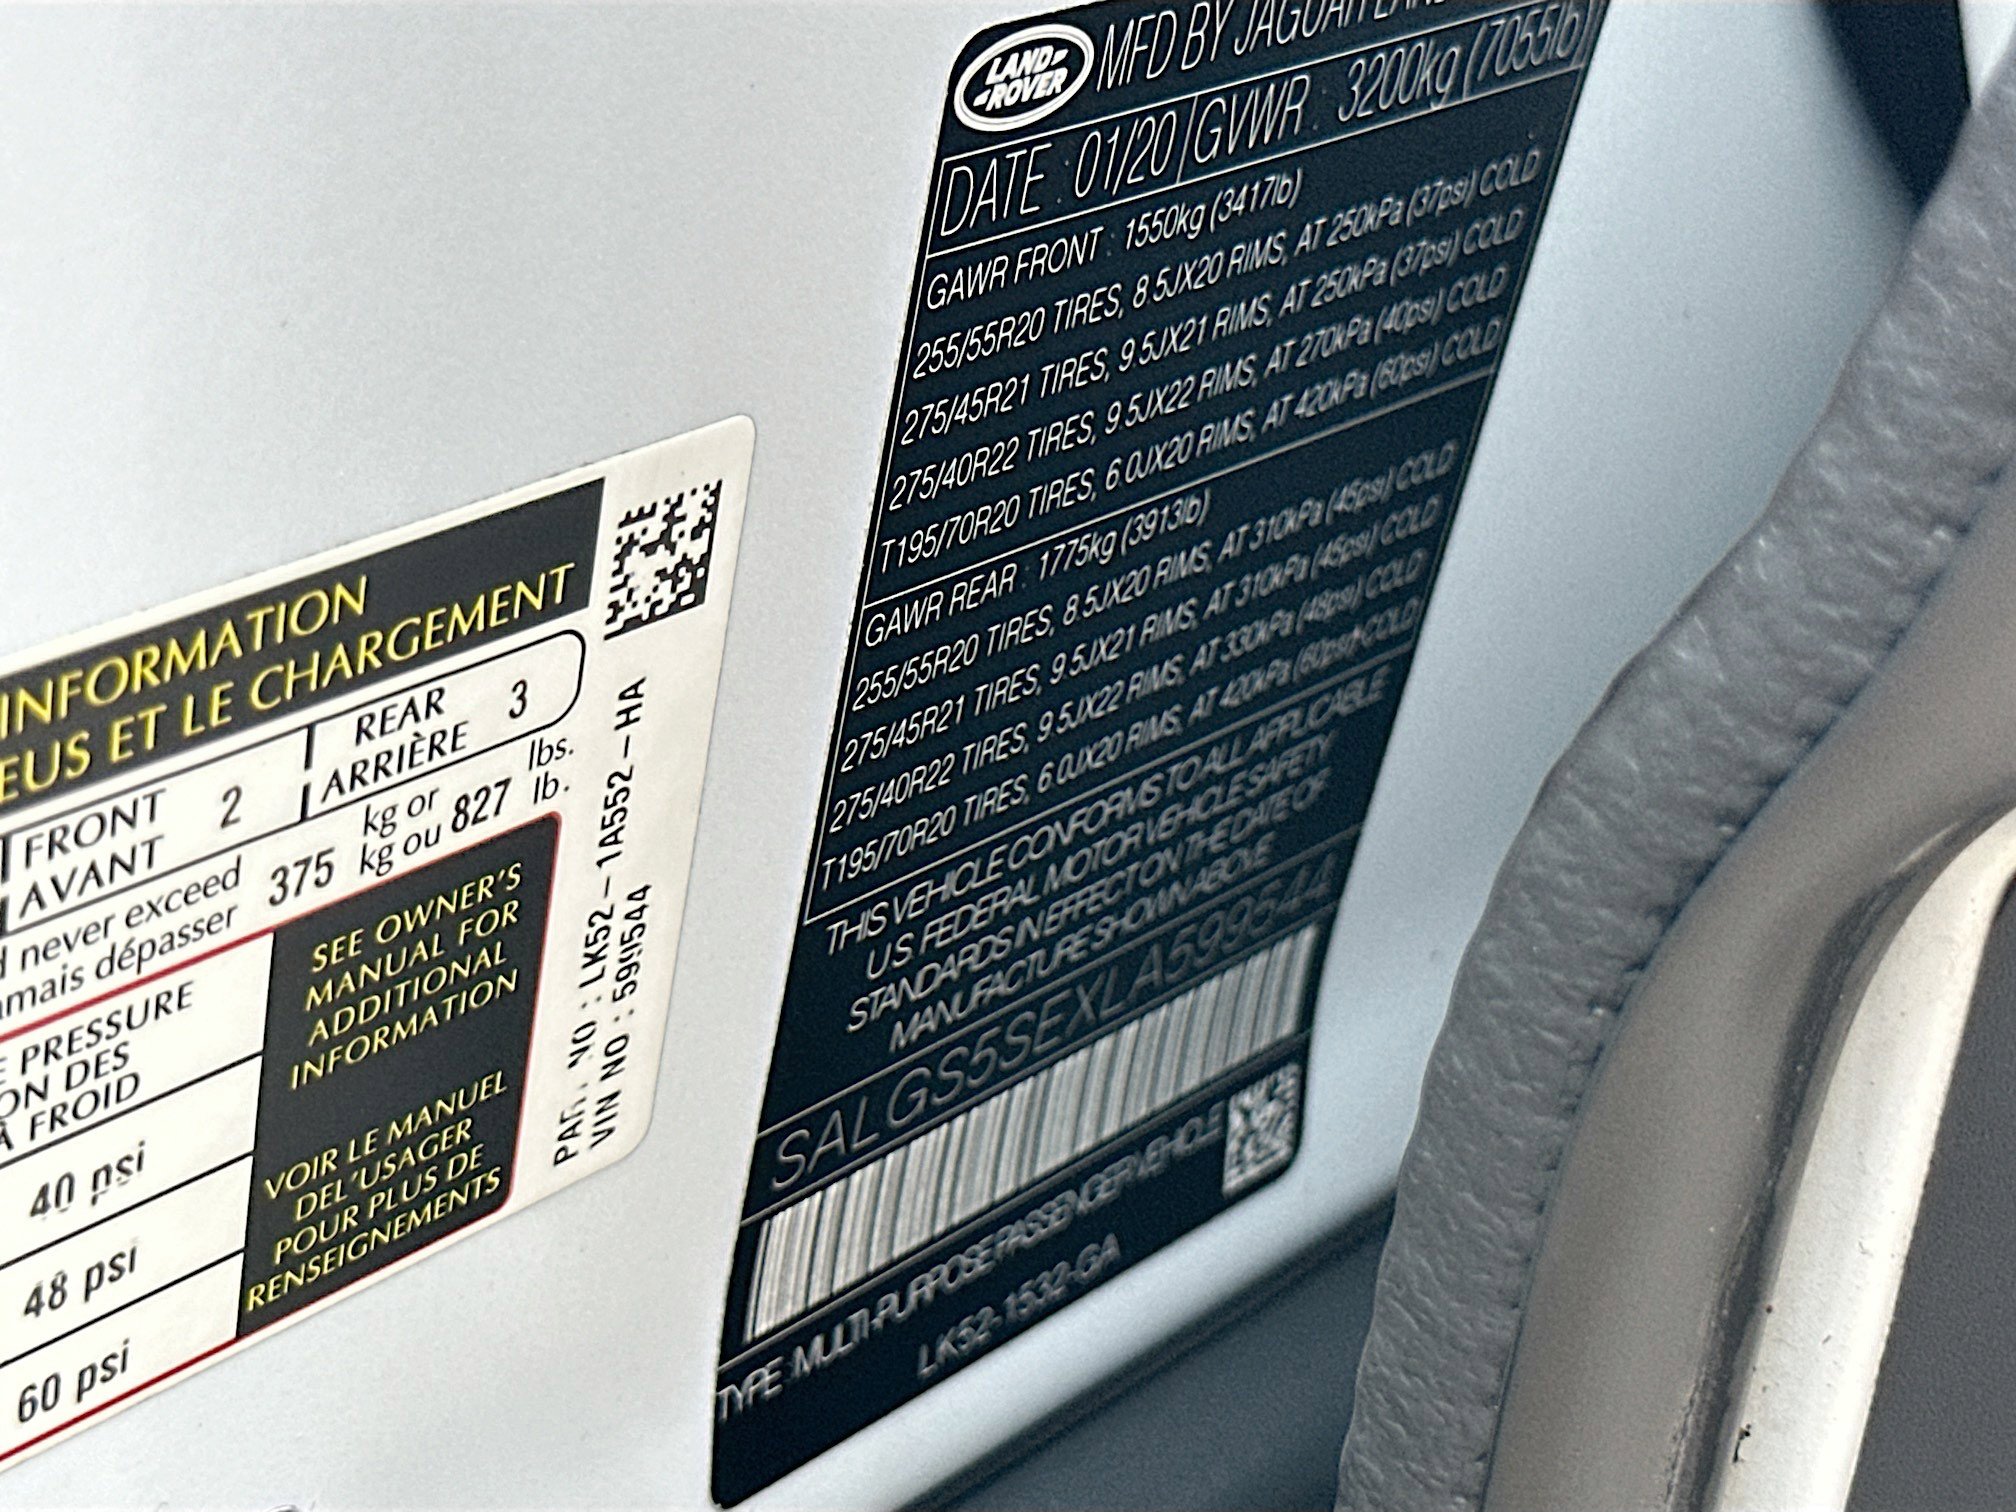 INFORMATION
EUS ET LE CHARGEMENT
FRONT
AVANT 2
REAR
ARRIÈRE 3
never exceed
amais dépasser 375 kg or
kg ou 827 lbs.
lb.
PRESSURE
ON DES
À FROID
40 psi
48 psi
60 psi
SEE OWNER'S
MANUAL FOR
ADDITIONAL
INFORMATION
VOIR LE MANUEL
DEL'USAGER
POUR PLUS DE
RENSEIGNEMENTS
PART NO : LK52-1A552-HA
VIN NO : 599544
LAND ROVER
MFD BY JAGUAR LAN
DATE : 01/20 GVWR : 3200kg (7055lb)
GAWR FRONT : 1550kg (3417lb)
255/55R20 TIRES, 8.5JX20 RIMS, AT 250kPa (37psi) COLD
275/45R21 TIRES, 9.5JX21 RIMS, AT 250kPa (37psi) COLD
275/40R22 TIRES, 9.5JX22 RIMS, AT 270kPa (40psi) COLD
T195/70R20 TIRES, 6.0JX20 RIMS, AT 420kPa (60psi) COLD
GAWR REAR : 1775kg (3913lb)
255/55R20 TIRES, 8.5JX20 RIMS, AT 310kPa (45psi) COLD
275/45R21 TIRES, 9.5JX21 RIMS, AT 310kPa (45psi) COLD
275/40R22 TIRES, 9.5JX22 RIMS, AT 330kPa (48psi) COLD
T195/70R20 TIRES, 6.0JX20 RIMS, AT 420kPa (60psi) COLD
THIS VEHICLE CONFORMS TO ALL APPLICABLE
U.S. FEDERAL MOTOR VEHICLE SAFETY
STANDARDS IN EFFECT ON THE DATE OF
MANUFACTURE SHOWN ABOVE
SALGS5SEXLA599544
TYPE : MULTI-PURPOSE PASSENGER VEHICLE
LK52-1532-GA